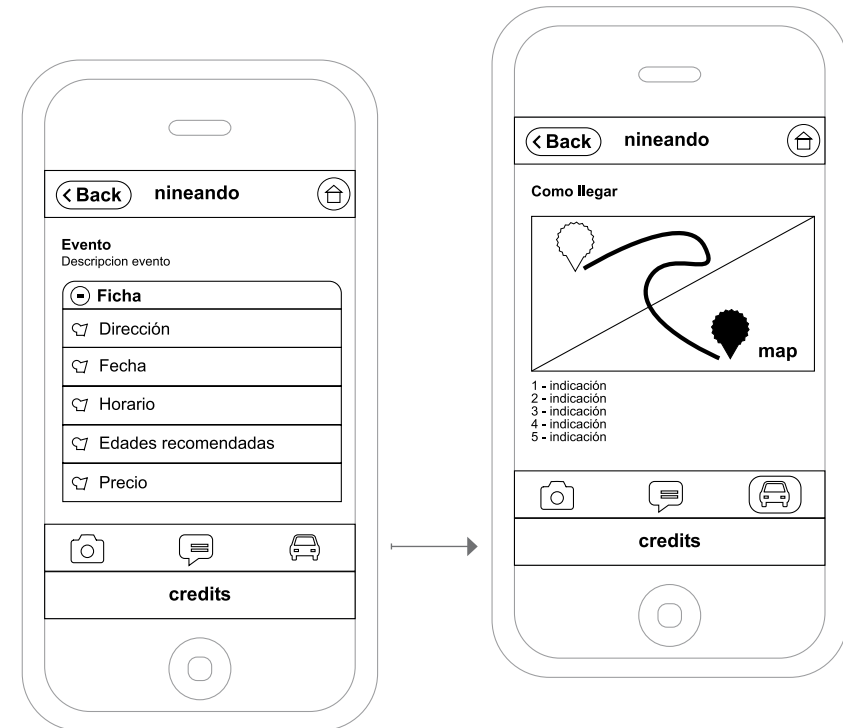 Back
nineando
Evento
Descripcion evento
Ficha
Dirección
Fecha
Horario
Edades recomendadas
Precio
credits
Back
nineando
Como llegar
map
1 - indicación
2 - indicación
3 - indicación
4 - indicación
5 - indicación
credits